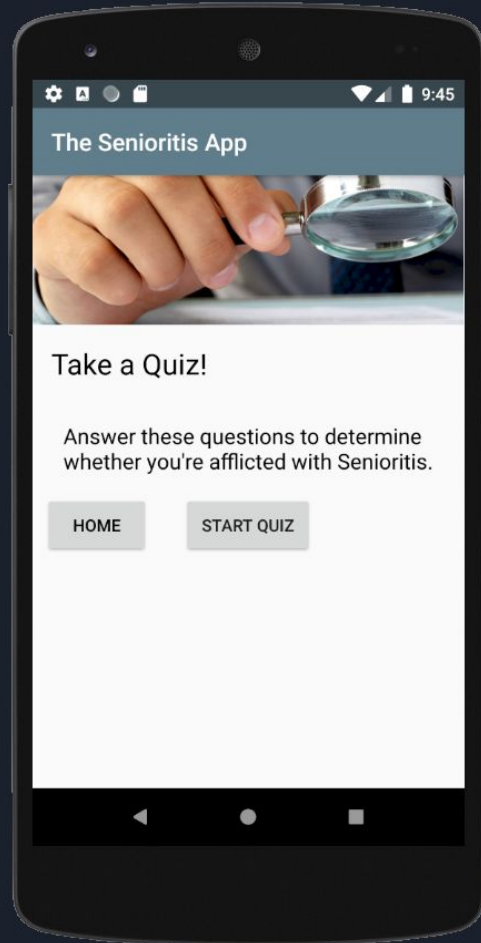 9:45
The Senioritis App
Take a Quiz!
Answer these questions to determine
whether you're afflicted with Senioritis.
HOME
START QUIZ